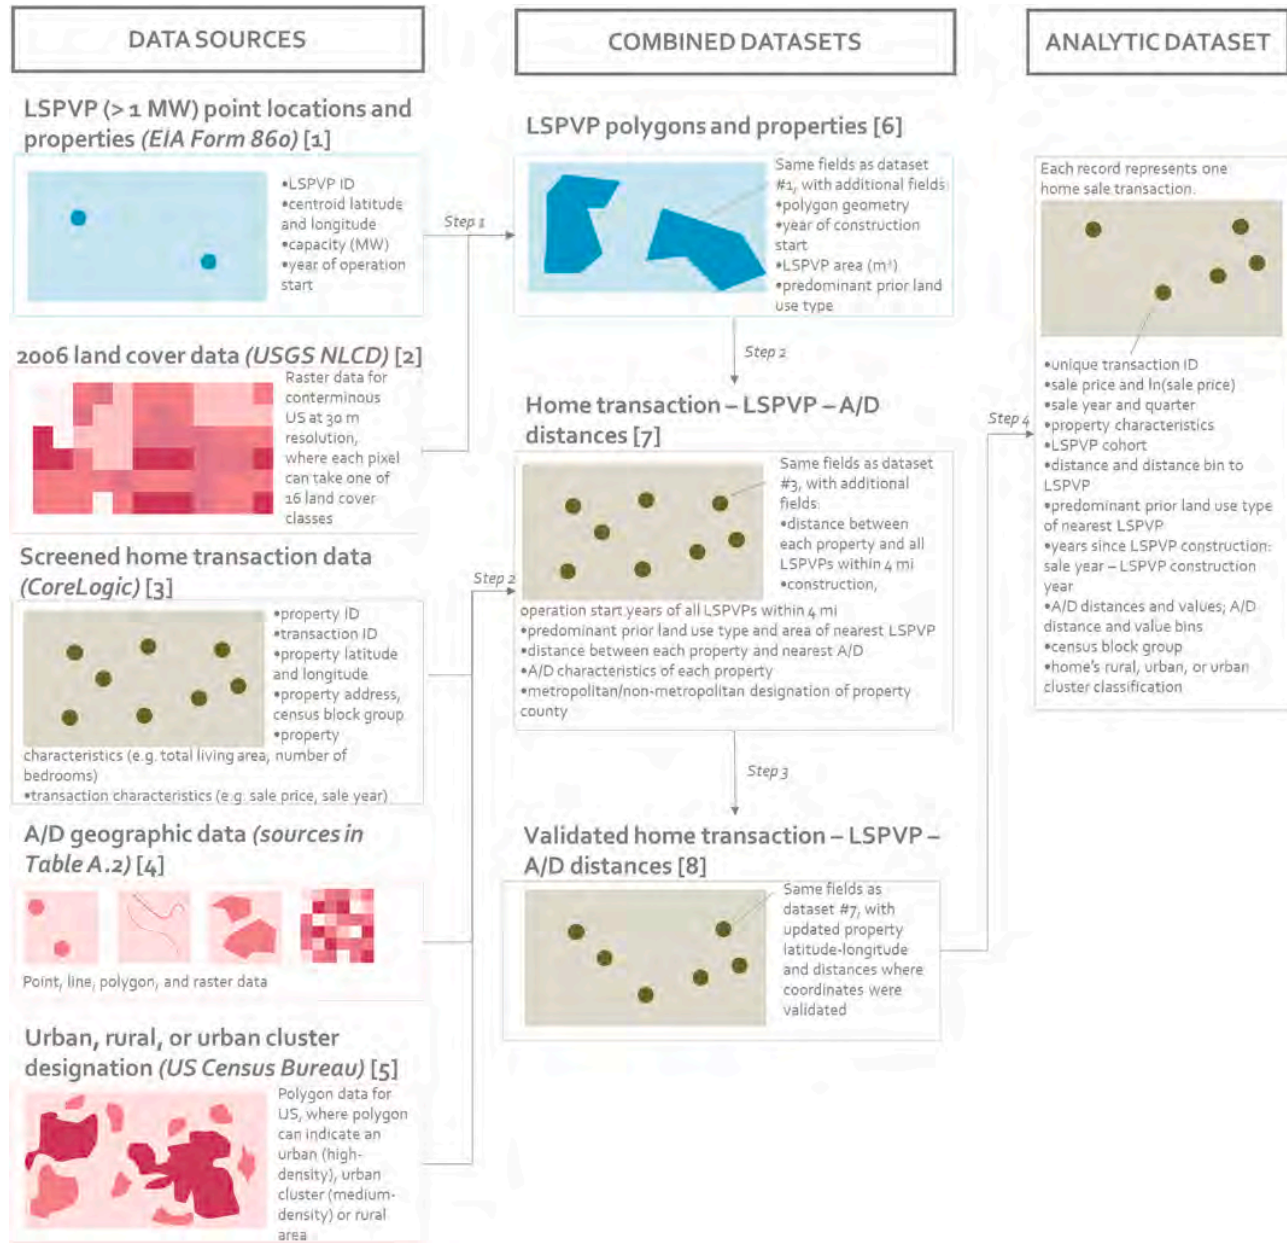 DATA SOURCES
COMBINED DATASETS
ANALYTIC DATASET
LSPVP (> 1 MW) point locations and
properties (EIA Form 860) [1]
•LSPVP ID
•centroid latitude
and longitude
•capacity (MW)
•year of operation
start
Step 1
2006 land cover data (USGS NLCD) [2]
Raster data for
conterminous
US at 30 m
resolution,
where each pixel
can take one of
16 land cover
classes
Screened home transaction data
(CoreLogic) [3]
•property ID
•transaction ID
•property latitude
and longitude
•property address,
census block group
•property
characteristics (e.g. total living area, number of
bedrooms)
•transaction characteristics (e.g. sale price, sale year)
Step 2
A/D geographic data (sources in
Table A.2) [4]
Point, line, polygon, and raster data
Urban, rural, or urban cluster
designation (US Census Bureau) [5]
Polygon data for
US, where polygon
can indicate an
urban (high-
density), urban
cluster (medium-
density) or rural
area
LSPVP polygons and properties [6]
Same fields as dataset
#1, with additional fields:
•polygon geometry
•year of construction
start
•LSPVP area (m²)
•predominant prior land
use type
Step 2
Home transaction – LSPVP – A/D
distances [7]
Same fields as dataset
#3, with additional
fields:
•distance between
each property and all
LSPVPs within 4 mi
•construction,
operation start years of all LSPVPs within 4 mi
•predominant prior land use type and area of nearest LSPVP
•distance between each property and nearest A/D
•A/D characteristics of each property
•metropolitan/non-metropolitan designation of property
county
Step 3
Validated home transaction – LSPVP –
A/D distances [8]
Same fields as
dataset #7, with
updated property
latitude-longitude
and distances where
coordinates were
validated
Step 4
Each record represents one
home sale transaction.
•unique transaction ID
•sale price and ln(sale price)
•sale year and quarter
•property characteristics
•LSPVP cohort
•distance and distance bin to
LSPVP
•predominant prior land use type
of nearest LSPVP
•years since LSPVP construction:
sale year – LSPVP construction
year
•A/D distances and values; A/D
distance and value bins
•census block group
•home's rural, urban, or urban
cluster classification